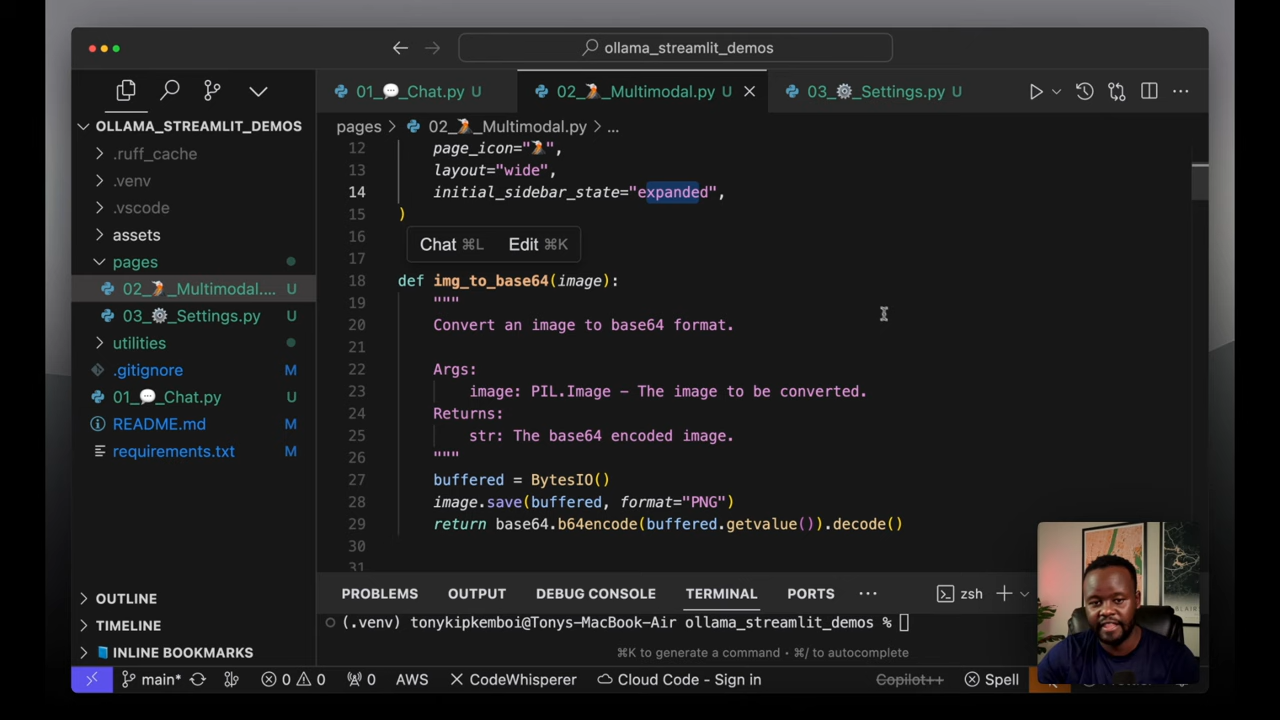 ollama_streamlit_demos
01_💬_Chat.py U
02_🦜_Multimodal.py U
03_⚙️_Settings.py U
OLLAMA_STREAMLIT_DEMOS
.ruff_cache
.venv
.vscode
assets
pages
02_🦜_Multimodal.... U
03_⚙️_Settings.py U
utilities
.gitignore M
01_💬_Chat.py U
README.md M
requirements.txt M
OUTLINE
TIMELINE
INLINE BOOKMARKS
pages > 02_🦜_Multimodal.py > ...
12 page_icon="🦜",
13 layout="wide",
14 initial_sidebar_state="expanded",
15 )
16
Chat ⌘L Edit ⌘K
17
18 def img_to_base64(image):
19 """
20 Convert an image to base64 format.
21
22 Args:
23 image: PIL.Image – The image to be converted.
24 Returns:
25 str: The base64 encoded image.
26 """
27 buffered = BytesIO()
28 image.save(buffered, format="PNG")
29 return base64.b64encode(buffered.getvalue()).decode()
30
31
PROBLEMS OUTPUT DEBUG CONSOLE TERMINAL PORTS ... zsh
(.venv) tonykipkemboi@Tonys-MacBook-Air ollama_streamlit_demos %
⌘K to generate a command · ⌘/ to autocomplete
main* 0 0 0 AWS CodeWhisperer Cloud Code - Sign in Copilot++ Spell